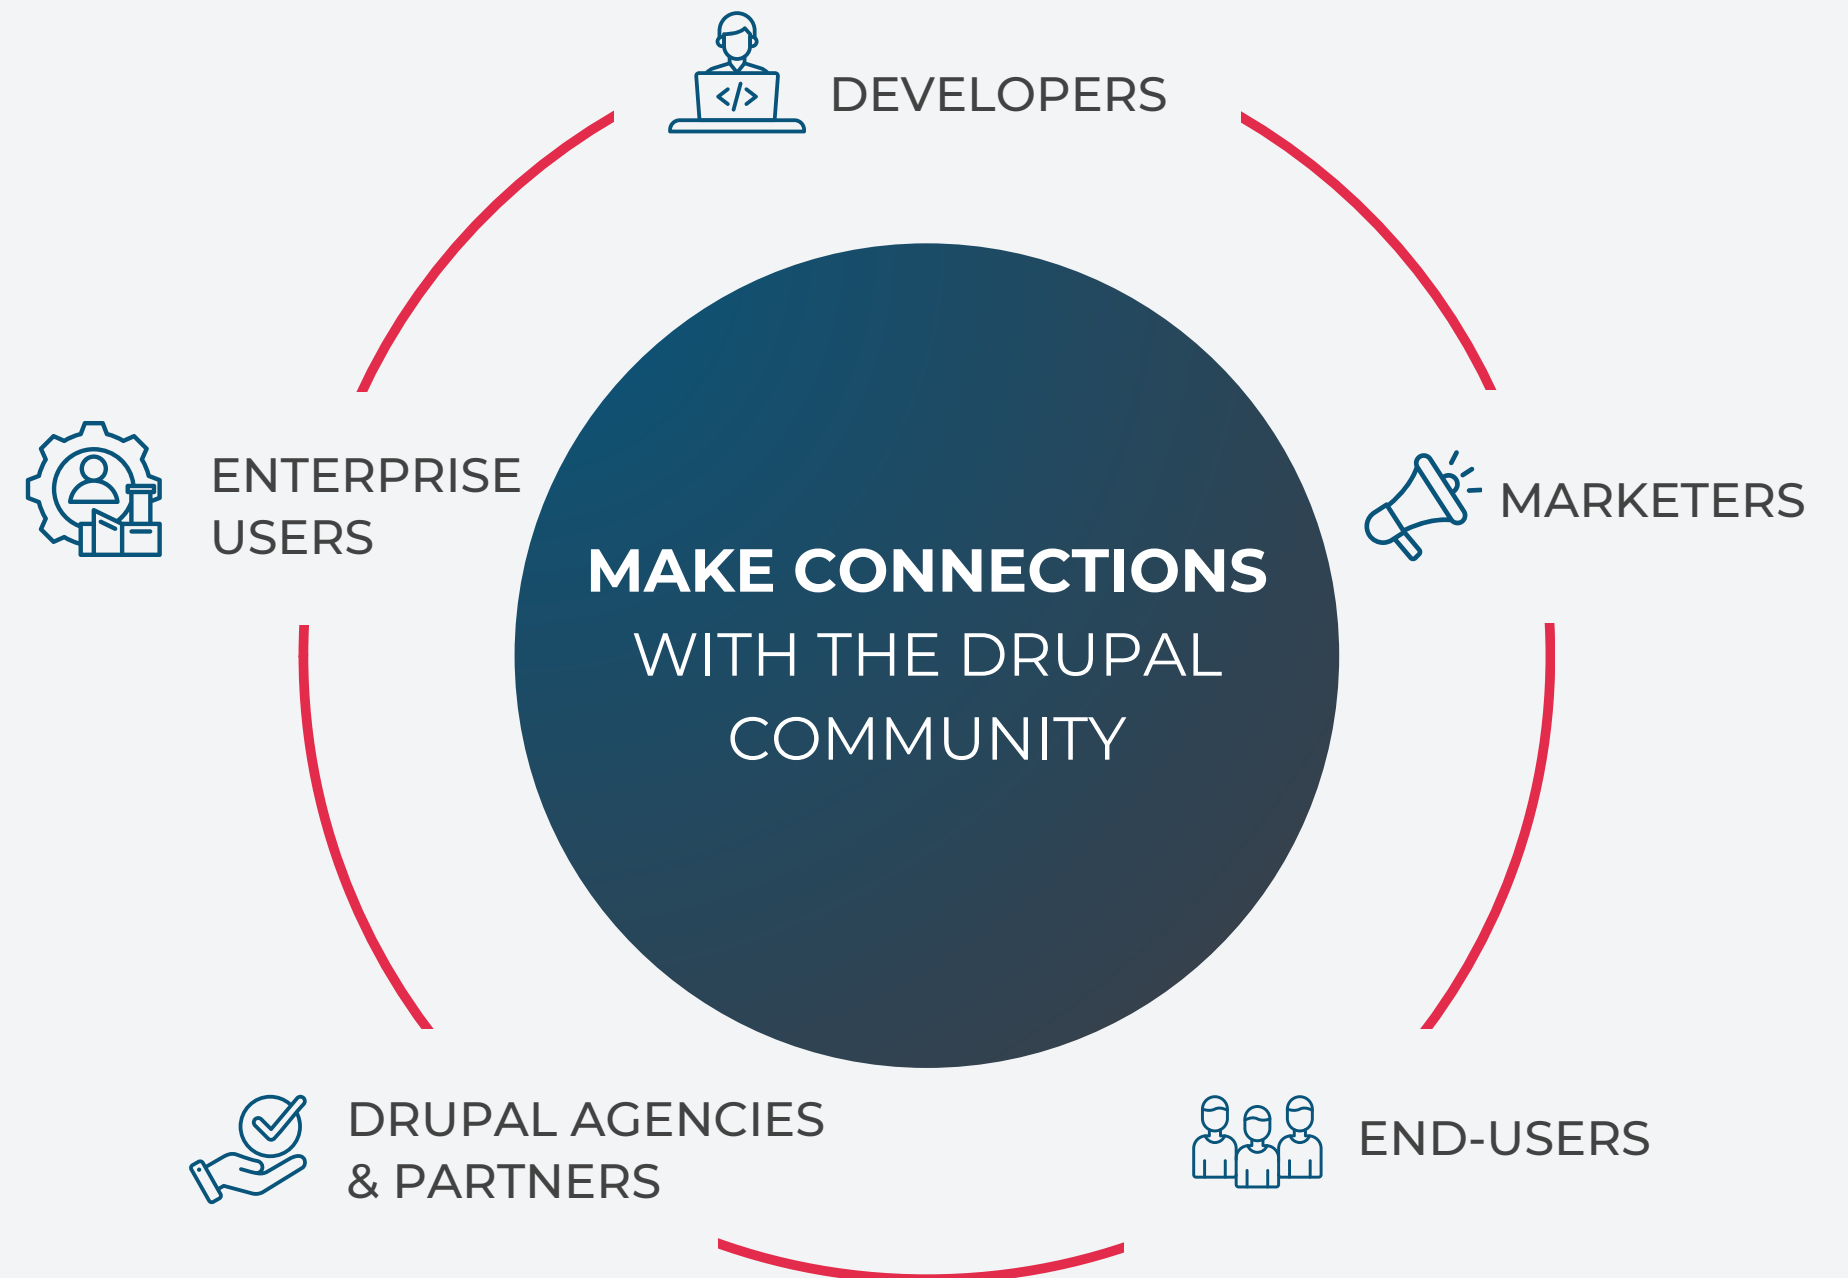 </>
DEVELOPERS
ENTERPRISE
USERS
MARKETERS
MAKE CONNECTIONS
WITH THE DRUPAL
COMMUNITY
DRUPAL AGENCIES
& PARTNERS
END-USERS